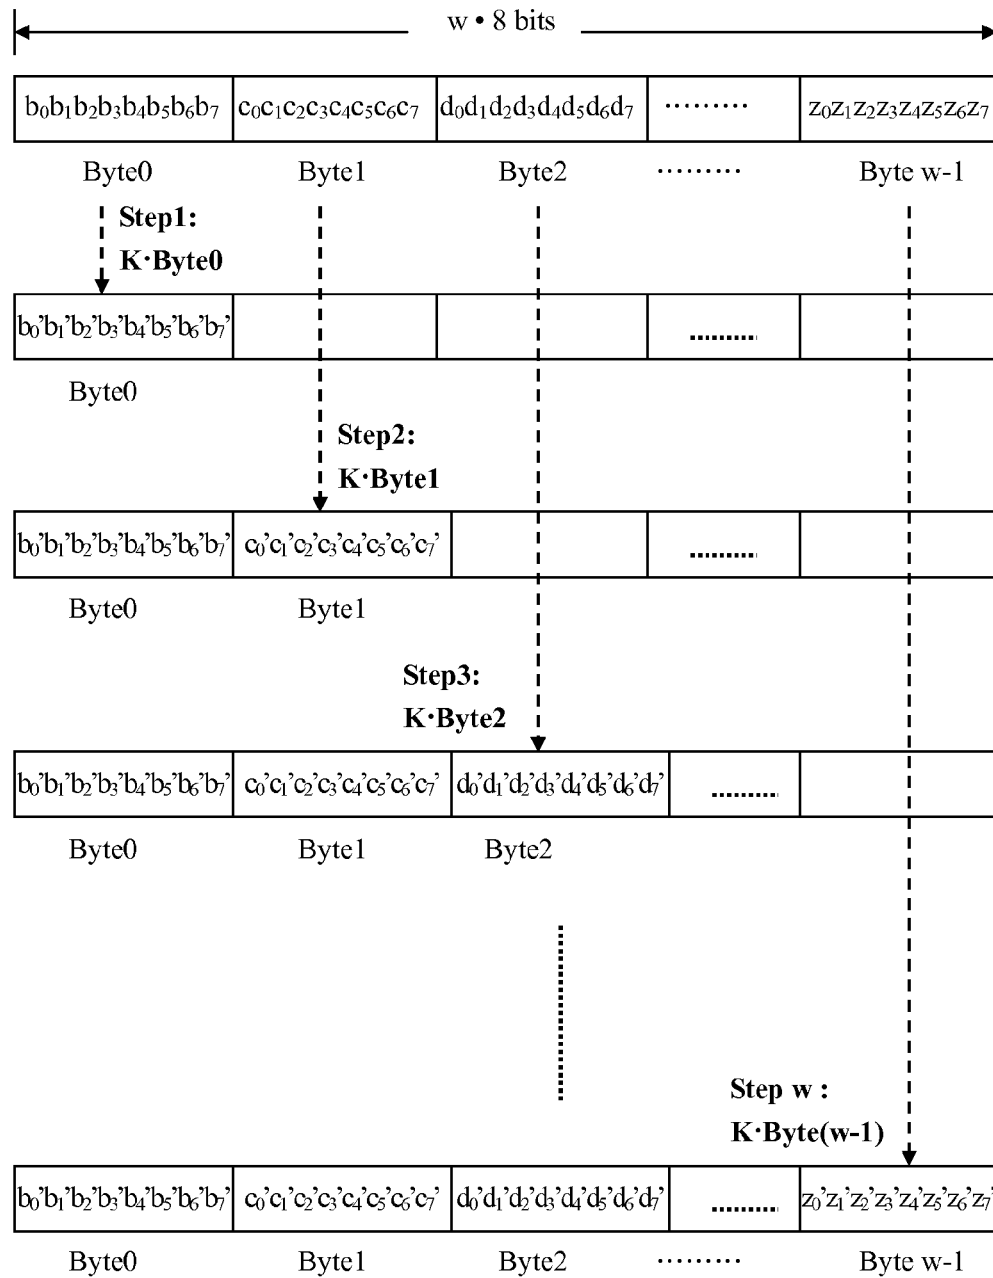 w • 8 bits
b₀b₁b₂b₃b₄b₅b₆b₇ c₀c₁c₂c₃c₄c₅c₆c₇ d₀d₁d₂d₃d₄d₅d₆d₇ ......... z₀z₁z₂z₃z₄z₅z₆z₇
Byte0 Byte1 Byte2 ......... Byte w-1
Step1:
K·Byte0
b₀’b₁’b₂’b₃’b₄’b₅’b₆’b₇’ ..........
Byte0
Step2:
K·Byte1
b₀’b₁’b₂’b₃’b₄’b₅’b₆’b₇’ c₀’c₁’c₂’c₃’c₄’c₅’c₆’c₇’ ..........
Byte0 Byte1
Step3:
K·Byte2
b₀’b₁’b₂’b₃’b₄’b₅’b₆’b₇’ c₀’c₁’c₂’c₃’c₄’c₅’c₆’c₇’ d₀’d₁’d₂’d₃’d₄’d₅’d₆’d₇’ ..........
Byte0 Byte1 Byte2
Step w :
K·Byte(w-1)
b₀’b₁’b₂’b₃’b₄’b₅’b₆’b₇’ c₀’c₁’c₂’c₃’c₄’c₅’c₆’c₇’ d₀’d₁’d₂’d₃’d₄’d₅’d₆’d₇’ .......... z₀’z₁’z₂’z₃’z₄’z₅’z₆’z₇’
Byte0 Byte1 Byte2 ......... Byte w-1